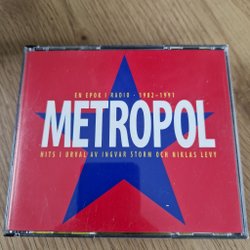 EN EPOK I RADIO - 1982-1991
METROPOL
HITS I URVAL AV INGVAR STORM OCH NIKLAS LEVY